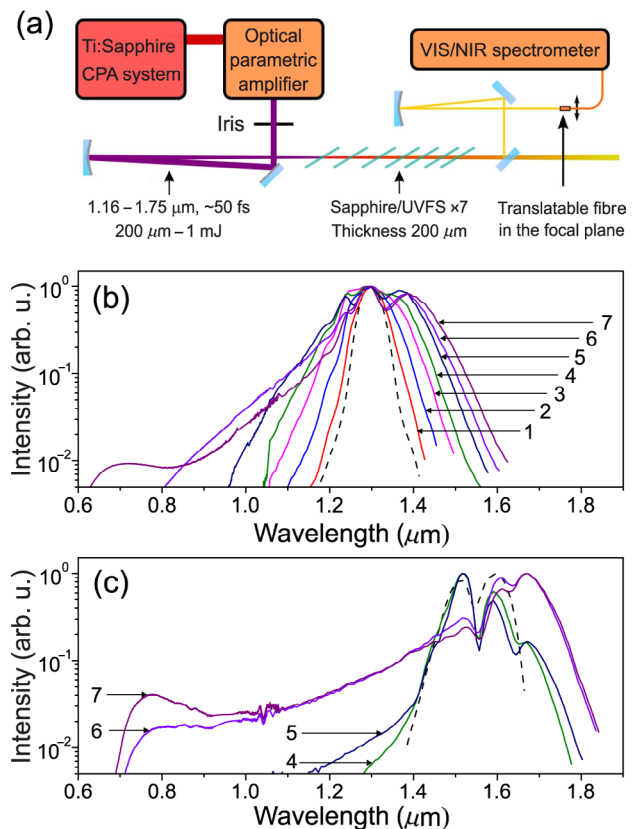 (a)
Ti:Sapphire
CPA system
Optical
parametric
amplifier
VIS/NIR spectrometer
Iris
1.16 – 1.75 μm, ~50 fs
200 μm – 1 mJ
Sapphire/UVFS ×7
Thickness 200 μm
Translatable fibre
in the focal plane
(b)
Intensity (arb. u.)
10⁰
10⁻¹
10⁻²
7
6
5
4
3
2
1
0.6 0.8 1.0 1.2 1.4 1.6 1.8
Wavelength (μm)
(c)
Intensity (arb. u.)
10⁰
10⁻¹
10⁻²
7
6
5
4
0.6 0.8 1.0 1.2 1.4 1.6 1.8
Wavelength (μm)